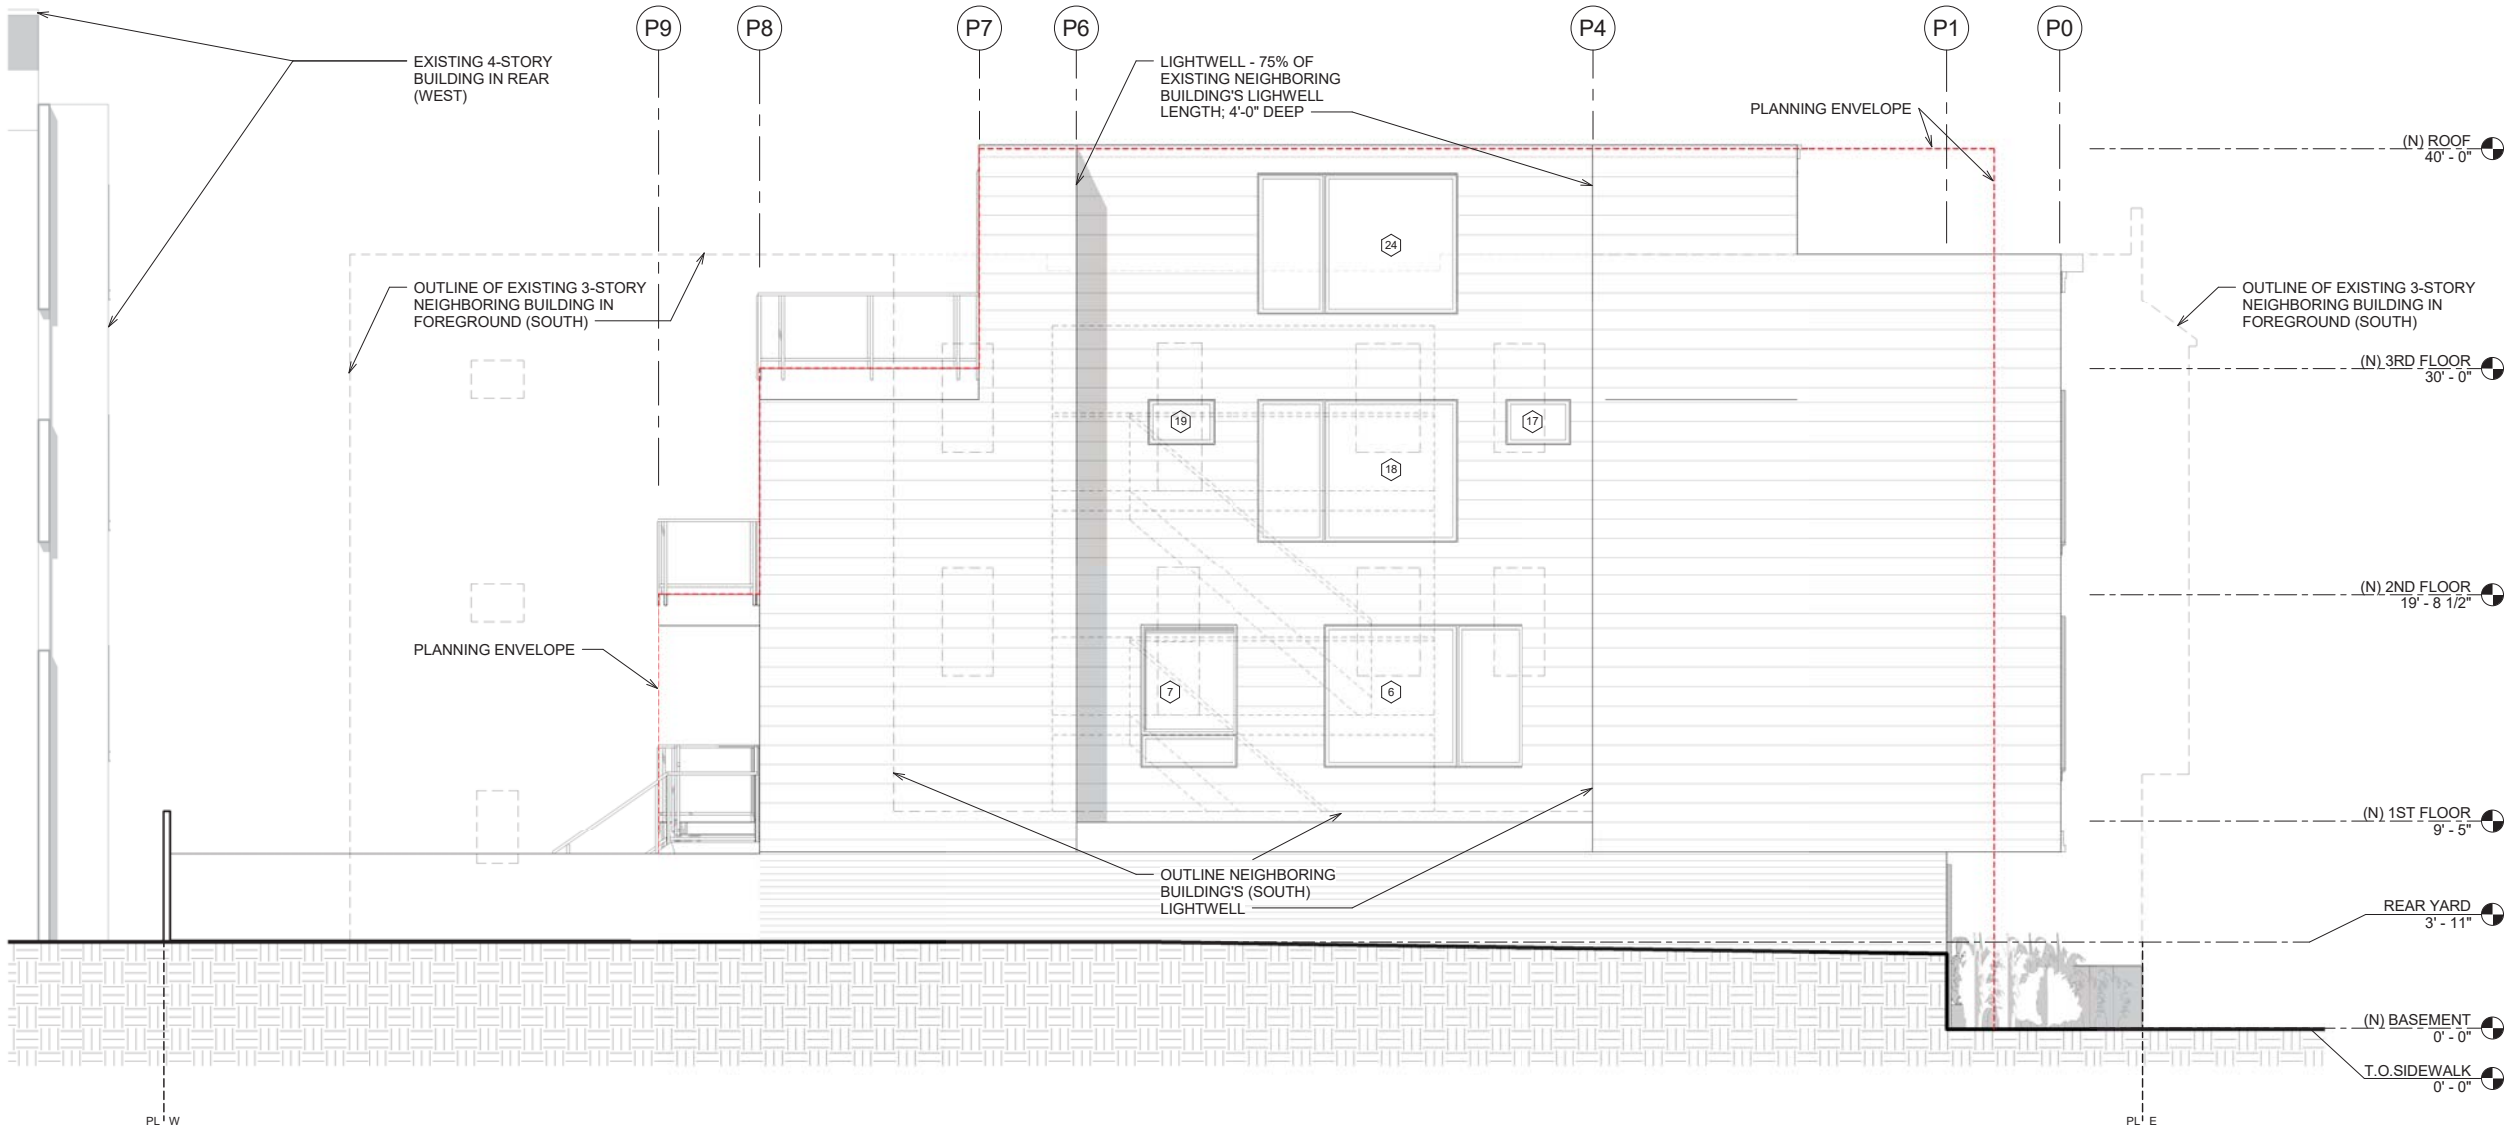 P9
P8
P7
P6
P4
P1
P0
EXISTING 4-STORY
BUILDING IN REAR
(WEST)
LIGHTWELL - 75% OF
EXISTING NEIGHBORING
BUILDING'S LIGHWELL
LENGTH; 4'-0" DEEP
PLANNING ENVELOPE
(N) ROOF
40' - 0"
24
OUTLINE OF EXISTING 3-STORY
NEIGHBORING BUILDING IN
FOREGROUND (SOUTH)
OUTLINE OF EXISTING 3-STORY
NEIGHBORING BUILDING IN
FOREGROUND (SOUTH)
(N) 3RD FLOOR
30' - 0"
19
17
18
(N) 2ND FLOOR
19' - 8 1/2"
PLANNING ENVELOPE
7
6
(N) 1ST FLOOR
9' - 5"
OUTLINE NEIGHBORING
BUILDING'S (SOUTH)
LIGHTWELL
REAR YARD
3' - 11"
(N) BASEMENT
0' - 0"
T.O.SIDEWALK
0' - 0"
PL W
PL E